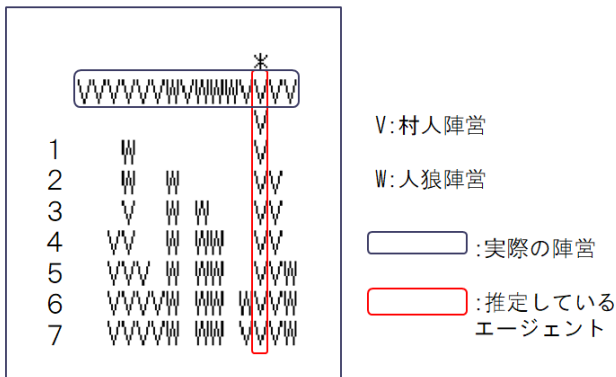 *
VVVVVVWVWWWVVVV
V
1 W V
2 W W VV
3 V W W VV
4 VV W WW VV
5 VVV W WW VVW
6 VVVVW WW WVVW
7 VVVVW WW VVVW
V:村人陣営
W:人狼陣営
:実際の陣営
:推定している
エージェント